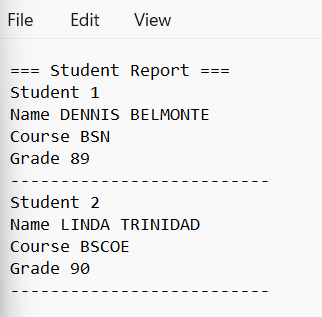 File Edit View
=== Student Report ===
Student 1
Name DENNIS BELMONTE
Course BSN
Grade 89
--------------------------
Student 2
Name LINDA TRINIDAD
Course BSCOE
Grade 90
--------------------------